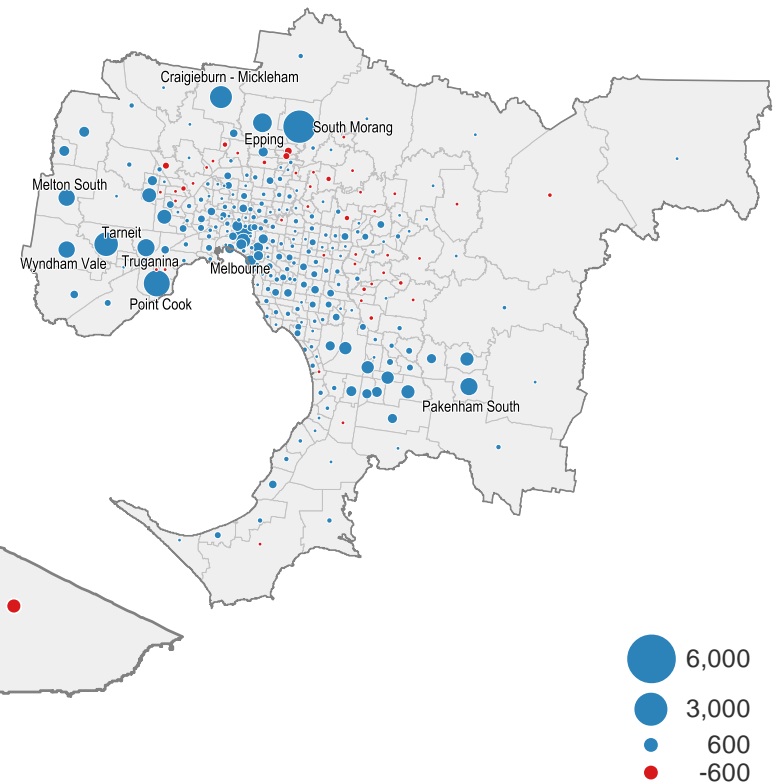 Craigieburn - Mickleham
South Morang
Epping
Melton South
Tarneit
Wyndham Vale
Truganina
Melbourne
Point Cook
Pakenham South
6,000
3,000
600
-600